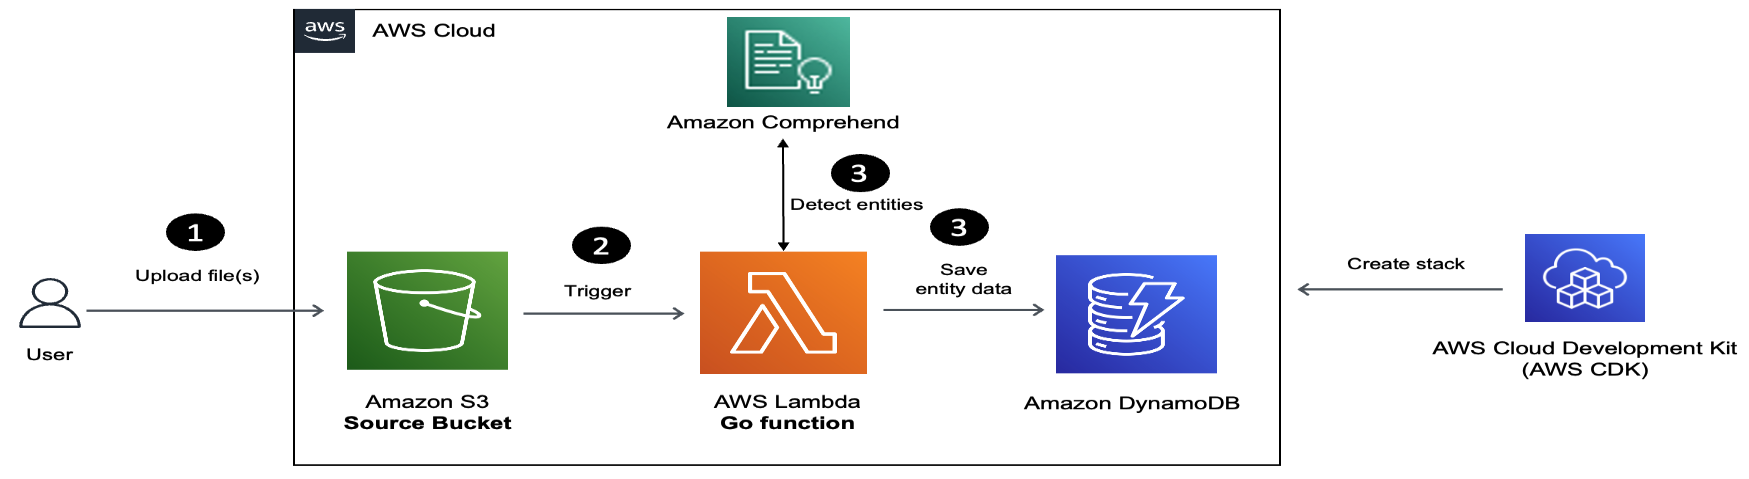 aws
AWS Cloud
Amazon Comprehend
3
Detect entities
1
Upload file(s)
User
2
Trigger
3
Save
entity data
Amazon S3
Source Bucket
AWS Lambda
Go function
Amazon DynamoDB
Create stack
AWS Cloud Development Kit
(AWS CDK)